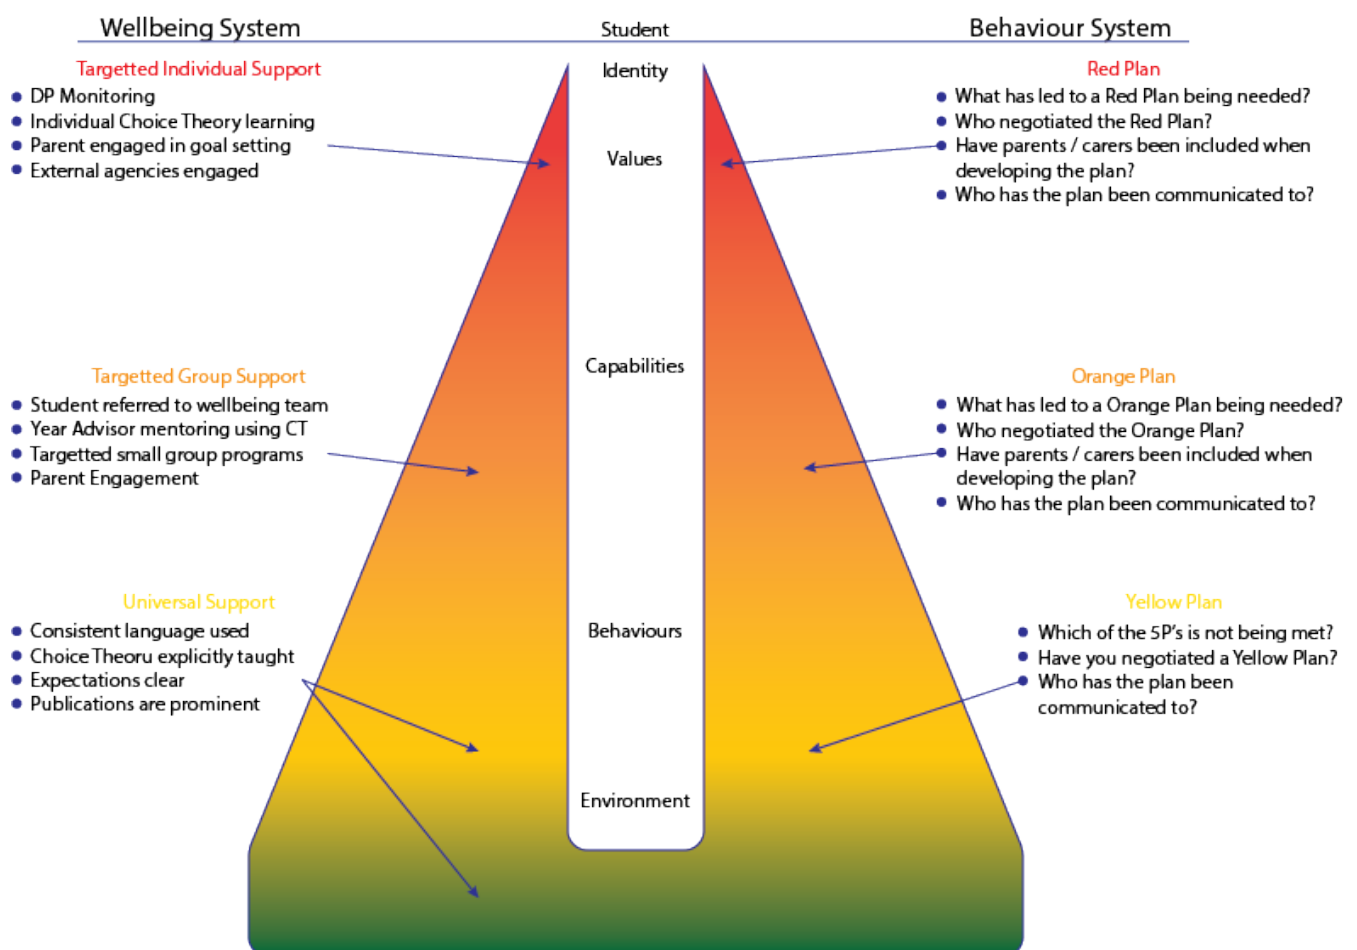 Wellbeing System
Student
Behaviour System
Targetted Individual Support
• DP Monitoring
• Individual Choice Theory learning
• Parent engaged in goal setting
• External agencies engaged
Identity
Values
Red Plan
• What has led to a Red Plan being needed?
• Who negotiated the Red Plan?
• Have parents / carers been included when
developing the plan?
• Who has the plan been communicated to?
Targetted Group Support
• Student referred to wellbeing team
• Year Advisor mentoring using CT
• Targetted small group programs
• Parent Engagement
Capabilities
Orange Plan
• What has led to a Orange Plan being needed?
• Who negotiated the Orange Plan?
• Have parents / carers been included when
developing the plan?
• Who has the plan been communicated to?
Universal Support
• Consistent language used
• Choice Theoru explicitly taught
• Expectations clear
• Publications are prominent
Behaviours
Yellow Plan
• Which of the 5P's is not being met?
• Have you negotiated a Yellow Plan?
• Who has the plan been
communicated to?
Environment